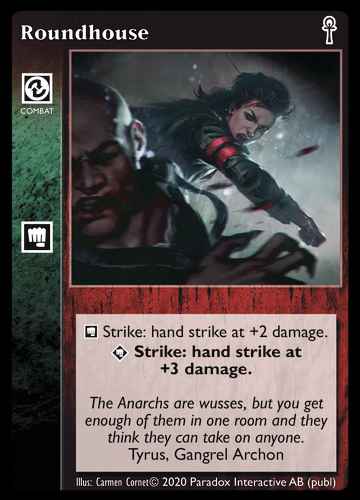 Roundhouse
COMBAT
Strike: hand strike at +2 damage.
Strike: hand strike at
+3 damage.
The Anarchs are wusses, but you get
enough of them in one room and they
think they can take on anyone.
Tyrus, Gangrel Archon
Illus: Carmen Cornet© 2020 Paradox Interactive AB (publ)